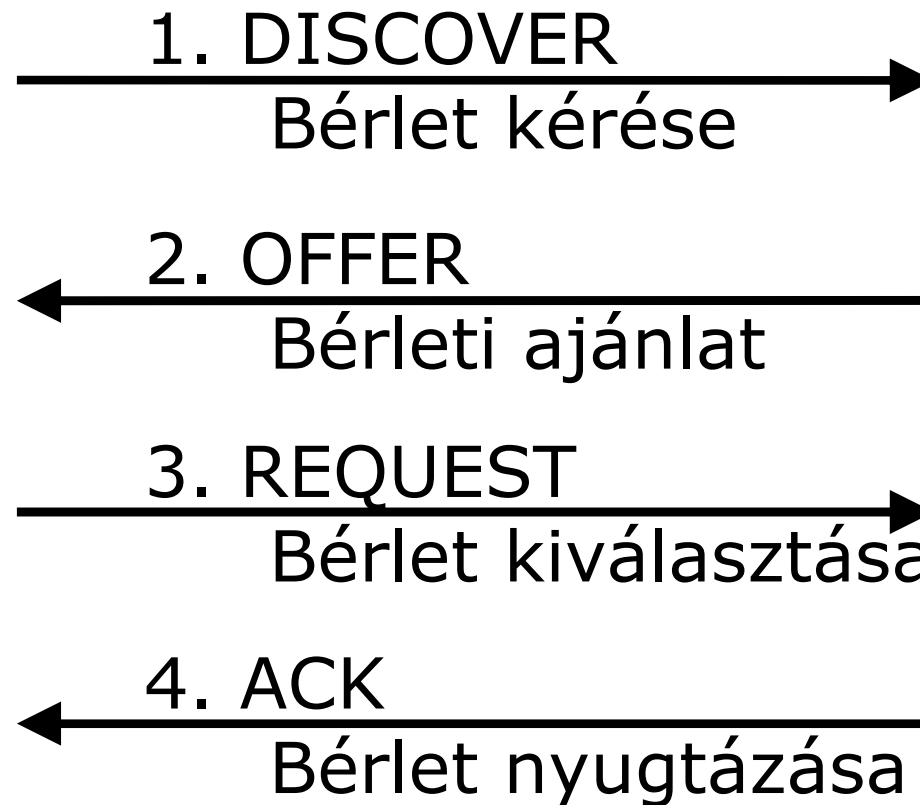 1. DISCOVER
Bérlet kérése
2. OFFER
Bérleti ajánlat
3. REQUEST
Bérlet kiválasztása
4. ACK
Bérlet nyugtázása